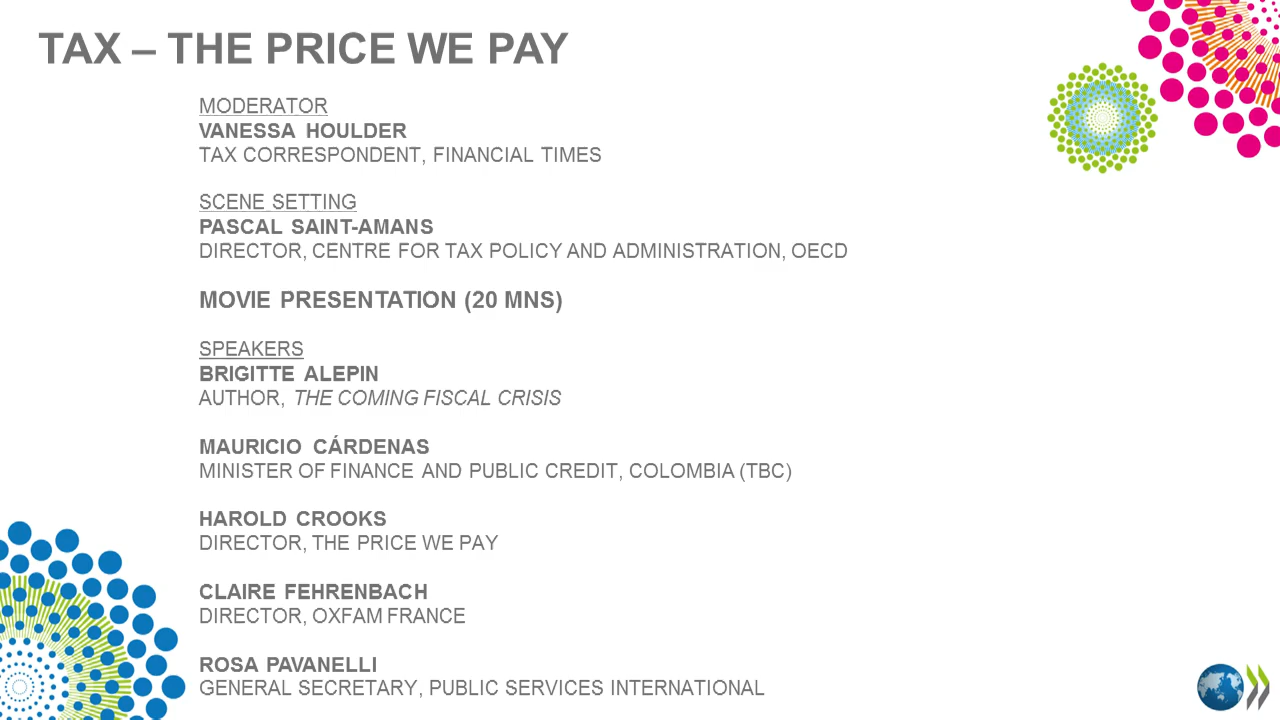 TAX – THE PRICE WE PAY
MODERATOR
VANESSA HOULDER
TAX CORRESPONDENT, FINANCIAL TIMES
SCENE SETTING
PASCAL SAINT-AMANS
DIRECTOR, CENTRE FOR TAX POLICY AND ADMINISTRATION, OECD
MOVIE PRESENTATION (20 MNS)
SPEAKERS
BRIGITTE ALEPIN
AUTHOR, THE COMING FISCAL CRISIS
MAURICIO CÁRDENAS
MINISTER OF FINANCE AND PUBLIC CREDIT, COLOMBIA (TBC)
HAROLD CROOKS
DIRECTOR, THE PRICE WE PAY
CLAIRE FEHRENBACH
DIRECTOR, OXFAM FRANCE
ROSA PAVANELLI
GENERAL SECRETARY, PUBLIC SERVICES INTERNATIONAL